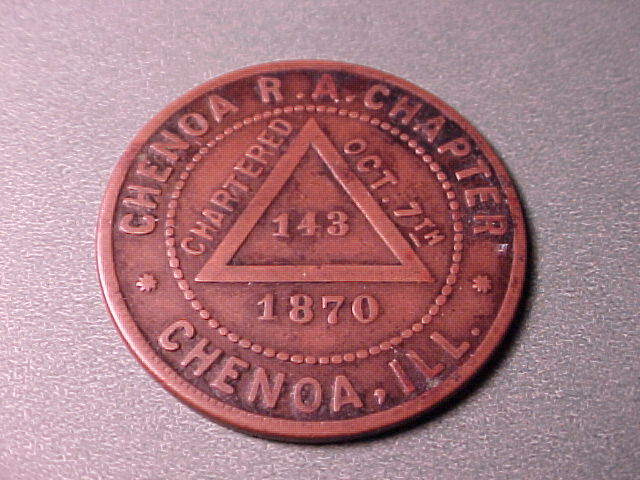 CHENOA R.A. CHAPTER.
CHARTERED OCT. 7TH
143
1870
CHENOA, ILL.